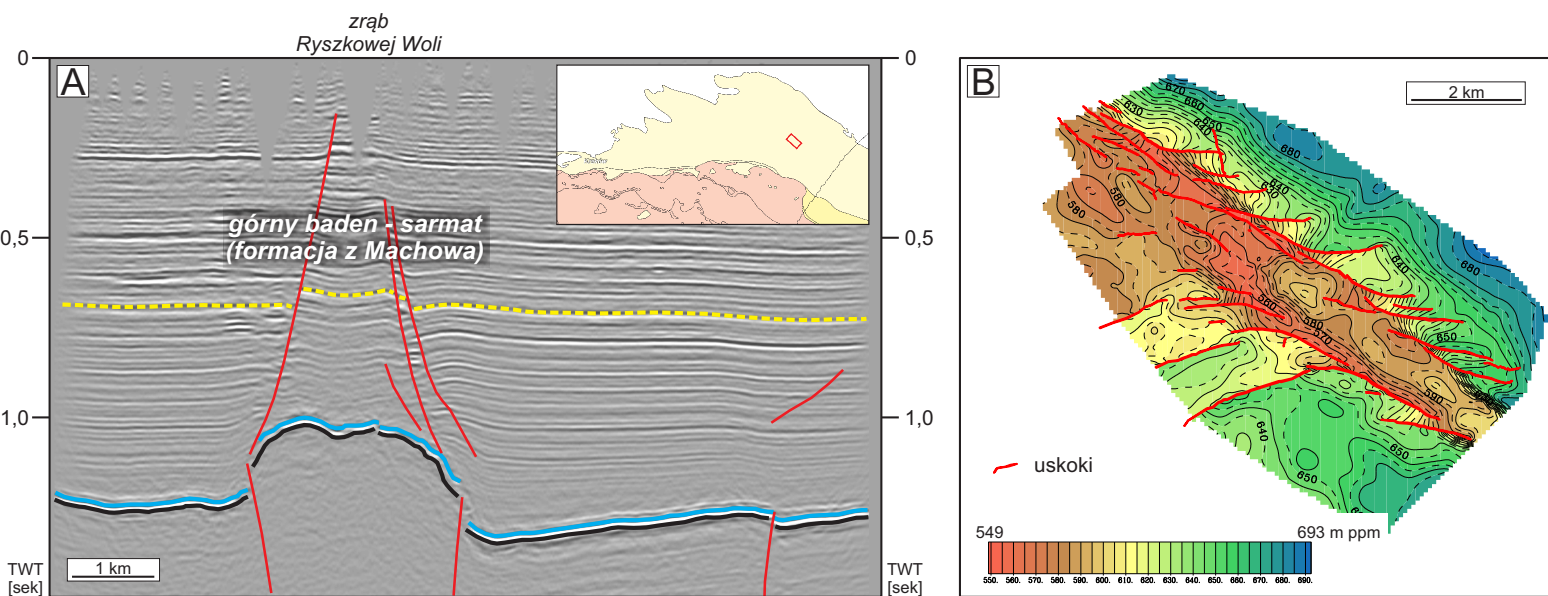 zrąb
Ryszkowej Woli
0
A
0
B
2 km
górny baden - sarmat
(formacja z Machowa)
0,5
0,5
1,0
1,0
TWT
[sek]
1 km
TWT
[sek]
670
660
650
630
640
680
640
630
580
580
640
680
580
580
570
650
590
640
650
650
uskoki
549
693 m ppm
550. 560. 570. 580. 590. 600. 610. 620. 630. 640. 650. 660. 670. 680. 690.